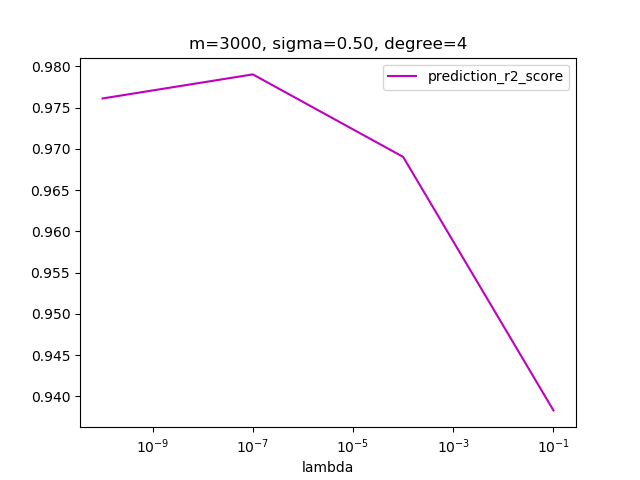 m=3000, sigma=0.50, degree=4
prediction_r2_score
0.980
0.975
0.970
0.965
0.960
0.955
0.950
0.945
0.940
10⁻⁹ 10⁻⁷ 10⁻⁵ 10⁻³ 10⁻¹
lambda